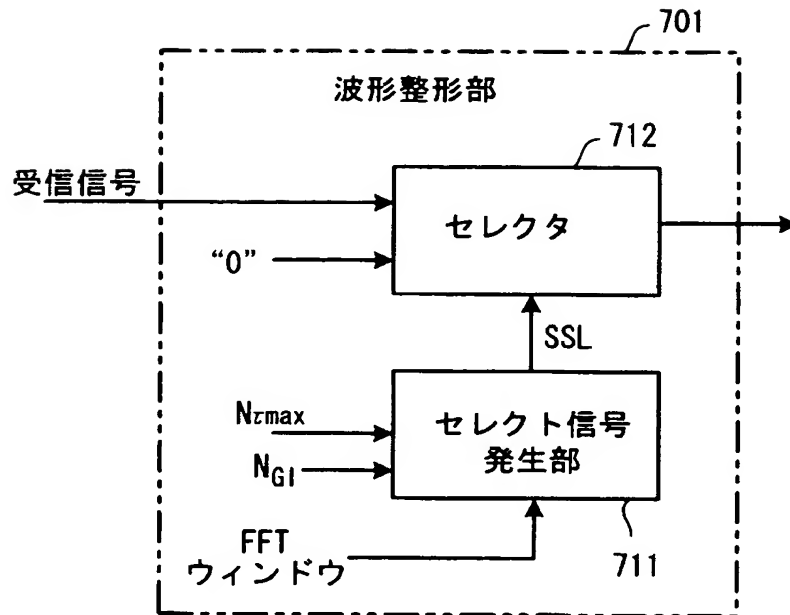 701
波形整形部
712
受信信号
セレクタ
“0”
SSL
Nτmax
セレクト信号
発生部
NGI
FFT
ウィンドウ
711